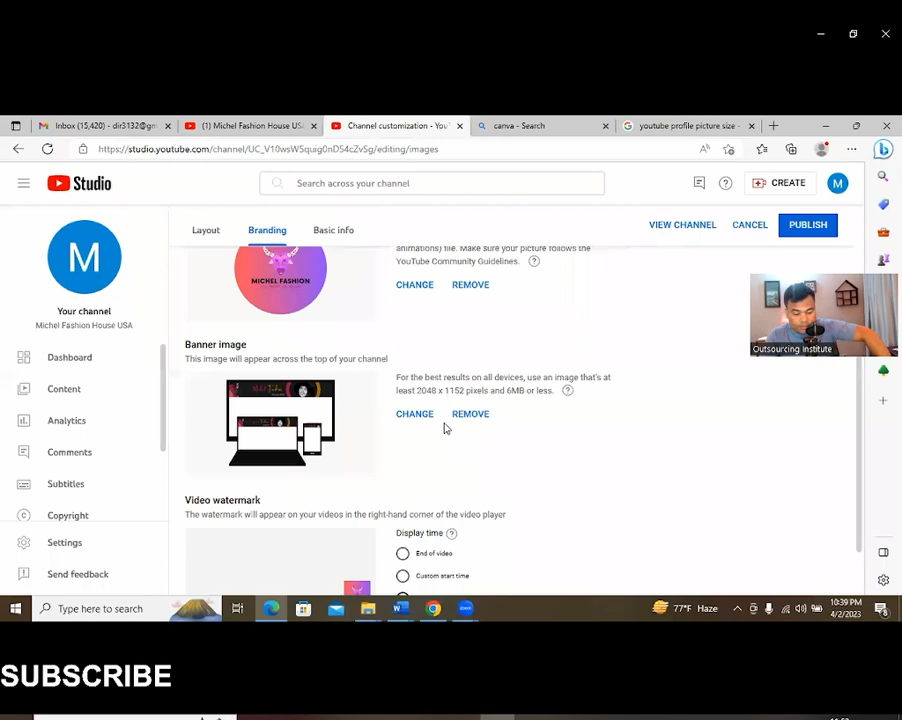 Inbox (15,420) - dir3132@gm
(1) Michel Fashion House USA
Channel customization - You
canva - Search
youtube profile picture size -
https://studio.youtube.com/channel/UC_V10wsW5quig0nD54cZvSg/editing/images
Studio
Search across your channel
CREATE
M
Layout
Branding
Basic info
VIEW CHANNEL
CANCEL
PUBLISH
M
Your channel
Michel Fashion House USA
Dashboard
Content
Analytics
Comments
Subtitles
Copyright
Settings
Send feedback
MICHEL FASHION
animations) file. Make sure your picture follows the
YouTube Community Guidelines.
CHANGE
REMOVE
Banner image
This image will appear across the top of your channel
For the best results on all devices, use an image that's at
least 2048 x 1152 pixels and 6MB or less.
CHANGE
REMOVE
Video watermark
The watermark will appear on your videos in the right-hand corner of the video player
Display time
End of video
Custom start time
Outsourcing Institute
Type here to search
zoom
77°F Haze
10:39 PM
4/2/2023
8
SUBSCRIBE